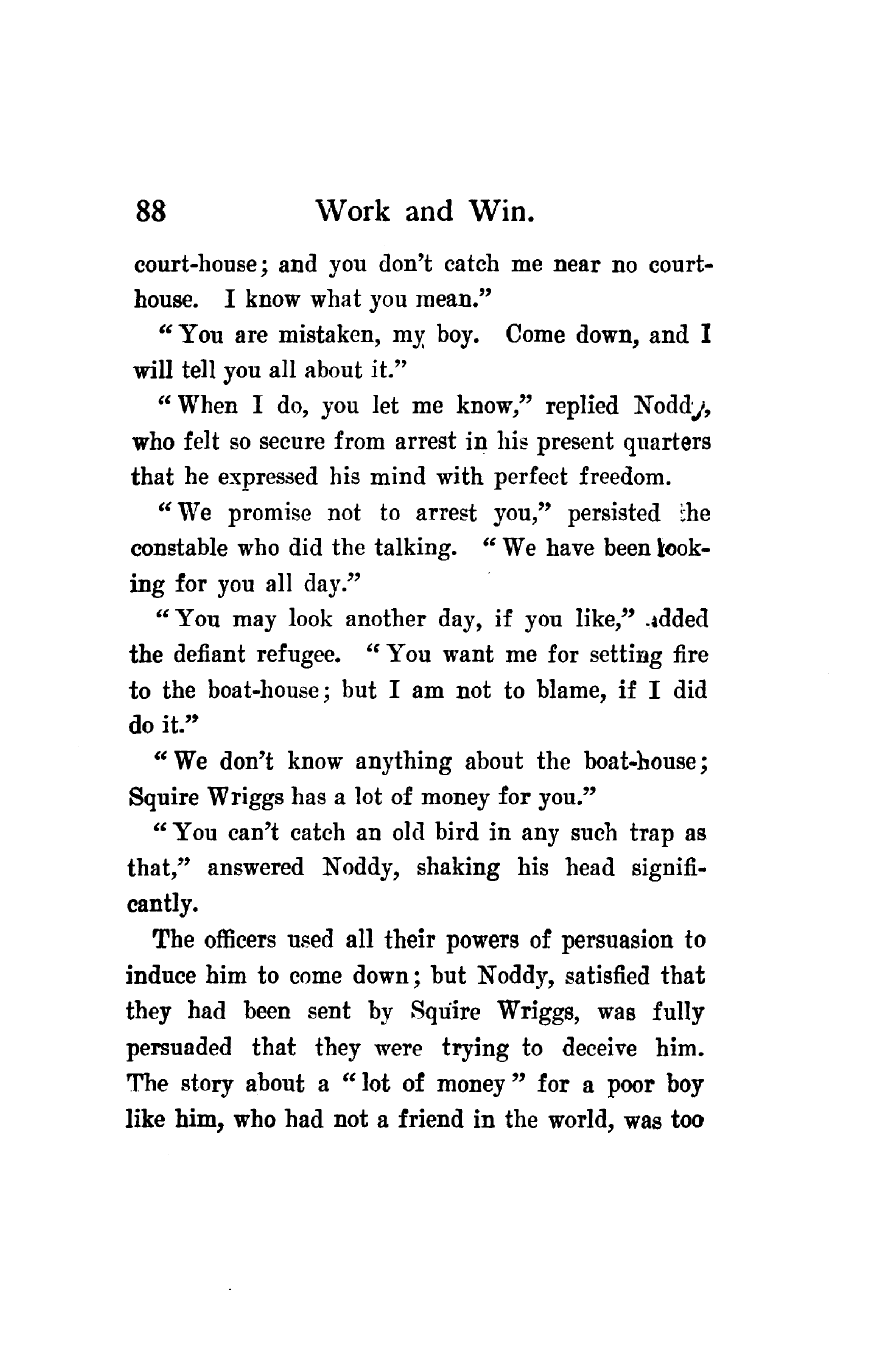 88 Work and Win.
court-house; and you don't catch me near no court-
house. I know what you mean."
"You are mistaken, my boy. Come down, and I
will tell you all about it."
"When I do, you let me know," replied Noddy,
who felt so secure from arrest in his present quarters
that he expressed his mind with perfect freedom.
"We promise not to arrest you," persisted the
constable who did the talking. "We have been look-
ing for you all day."
"You may look another day, if you like," added
the defiant refugee. "You want me for setting fire
to the boat-house; but I am not to blame, if I did
do it."
"We don't know anything about the boat-house;
Squire Wriggs has a lot of money for you."
"You can't catch an old bird in any such trap as
that," answered Noddy, shaking his head signifi-
cantly.
The officers used all their powers of persuasion to
induce him to come down; but Noddy, satisfied that
they had been sent by Squire Wriggs, was fully
persuaded that they were trying to deceive him.
The story about a "lot of money" for a poor boy
like him, who had not a friend in the world, was too